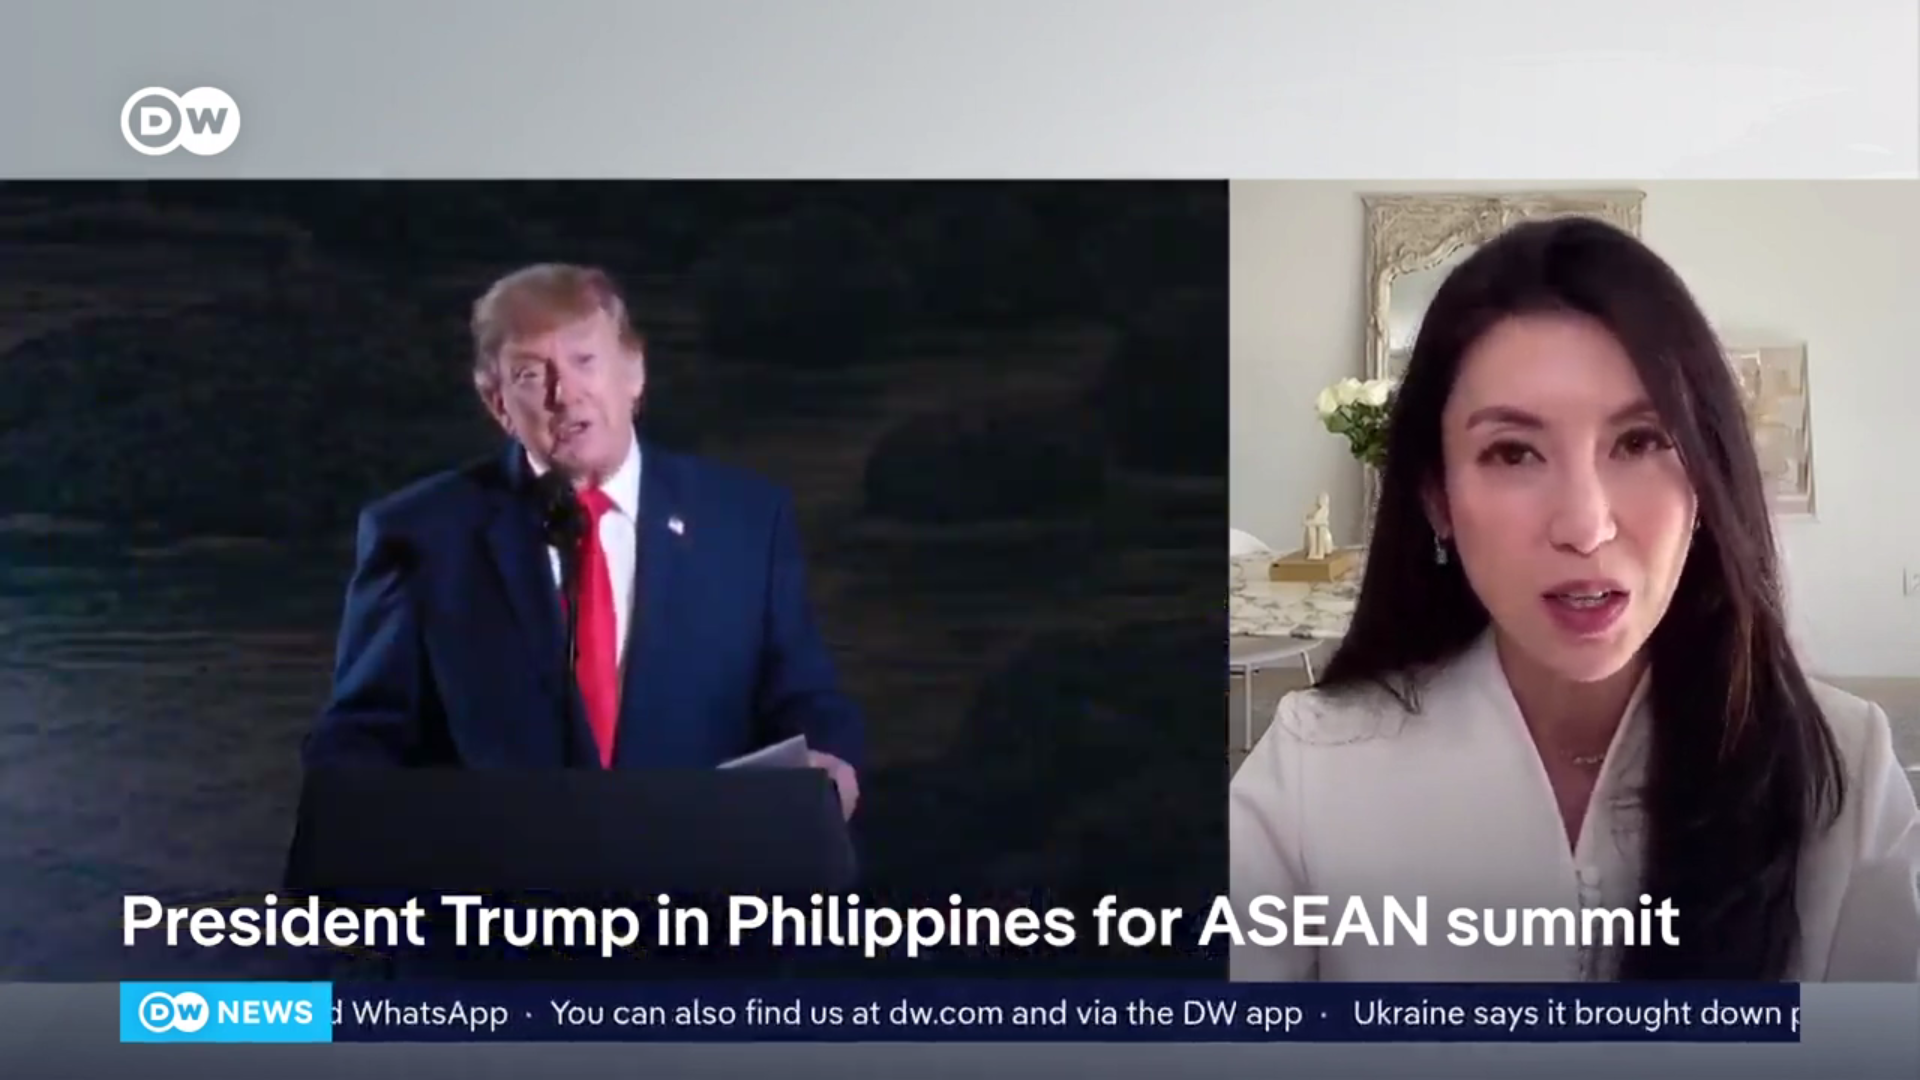 DW
President Trump in Philippines for ASEAN summit
DW NEWS
d WhatsApp · You can also find us at dw.com and via the DW app · Ukraine says it brought down